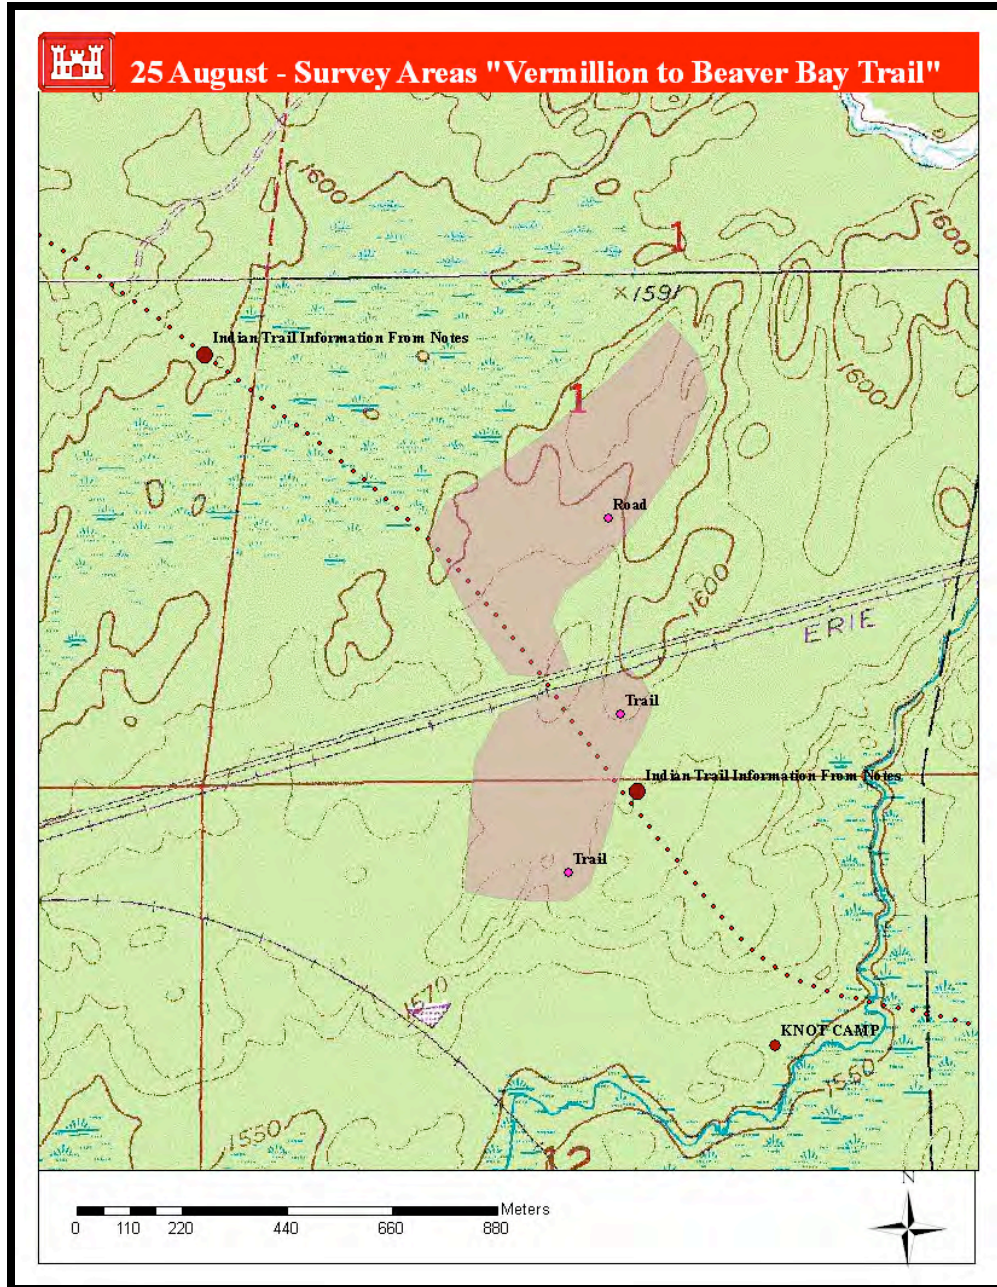 25 August - Survey Areas "Vermillion to Beaver Bay Trail"
1600
1600
1
×1591
Indian Trail Information From Notes
1600
1
Road
1600
ERIE
Trail
Indian Trail Information From Notes
Trail
1570
KNOT CAMP
1550
1550
12
N
Meters
0 110 220 440 660 880